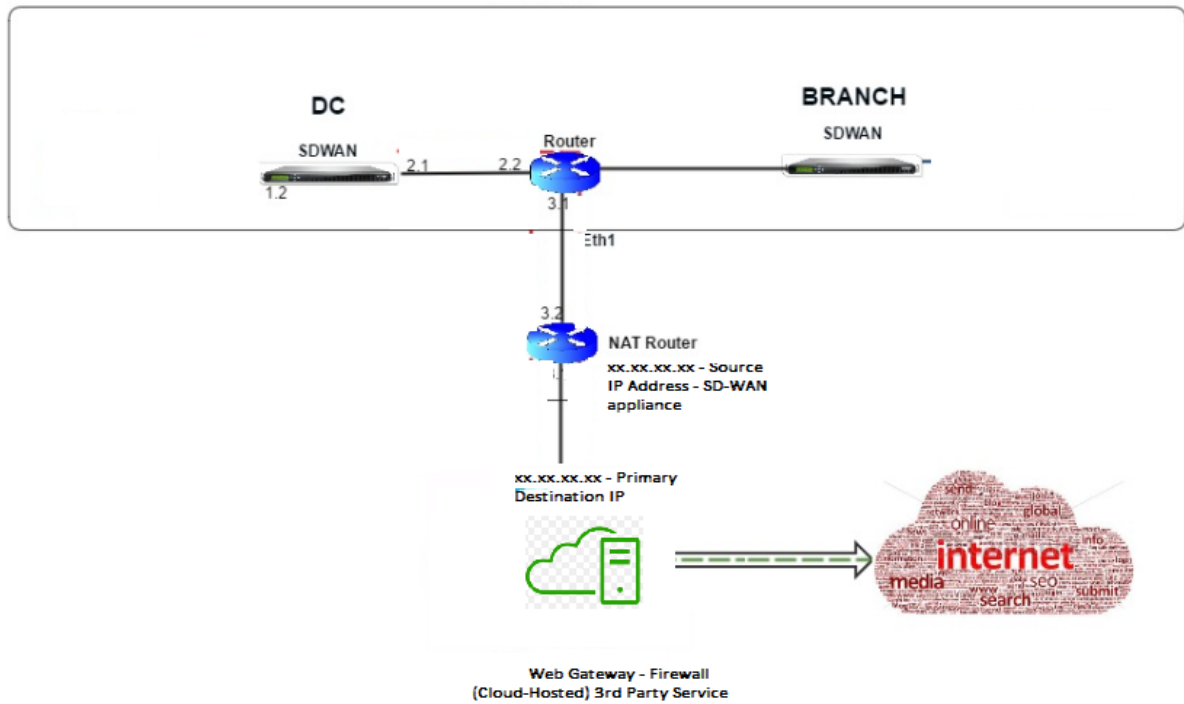 DC
BRANCH
SDWAN
SDWAN
Router
2.1
2.2
1.2
3.1
Eth1
3.2
NAT Router
xx.xx.xx.xx - Source
IP Address - SD-WAN
appliance
xx.xx.xx.xx - Primary
Destination IP
send
global
online
info
internet
media
www
seo
submit
search
Web Gateway - Firewall
(Cloud-Hosted) 3rd Party Service